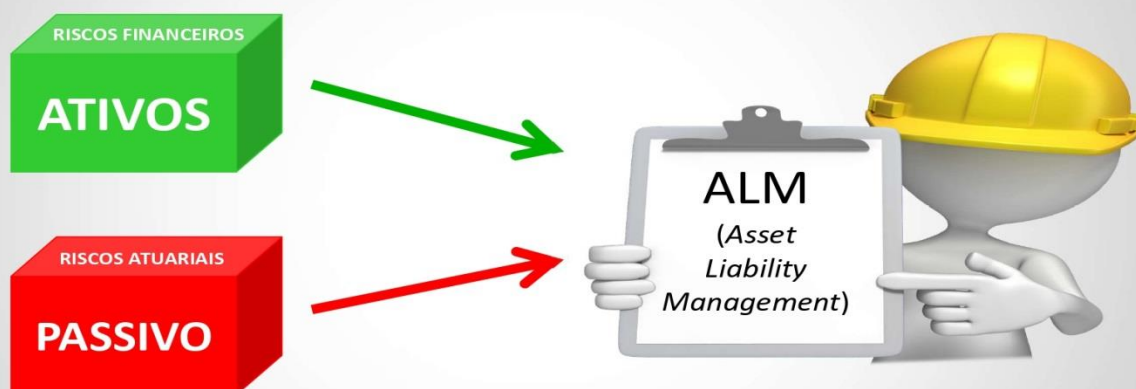 RISCOS FINANCEIROS
ATIVOS
RISCOS ATUARIAIS
PASSIVO
ALM
(Asset
Liability
Management)